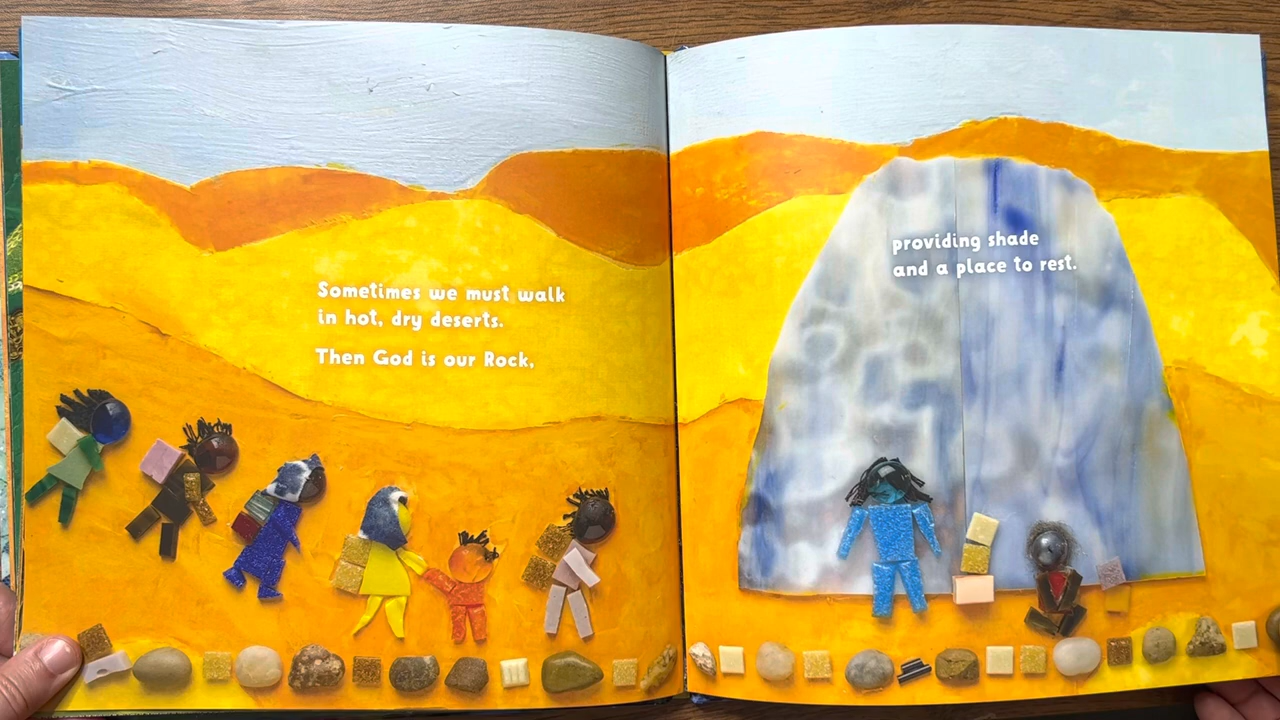 Sometimes we must walk
in hot, dry deserts.
Then God is our Rock,
providing shade
and a place to rest.